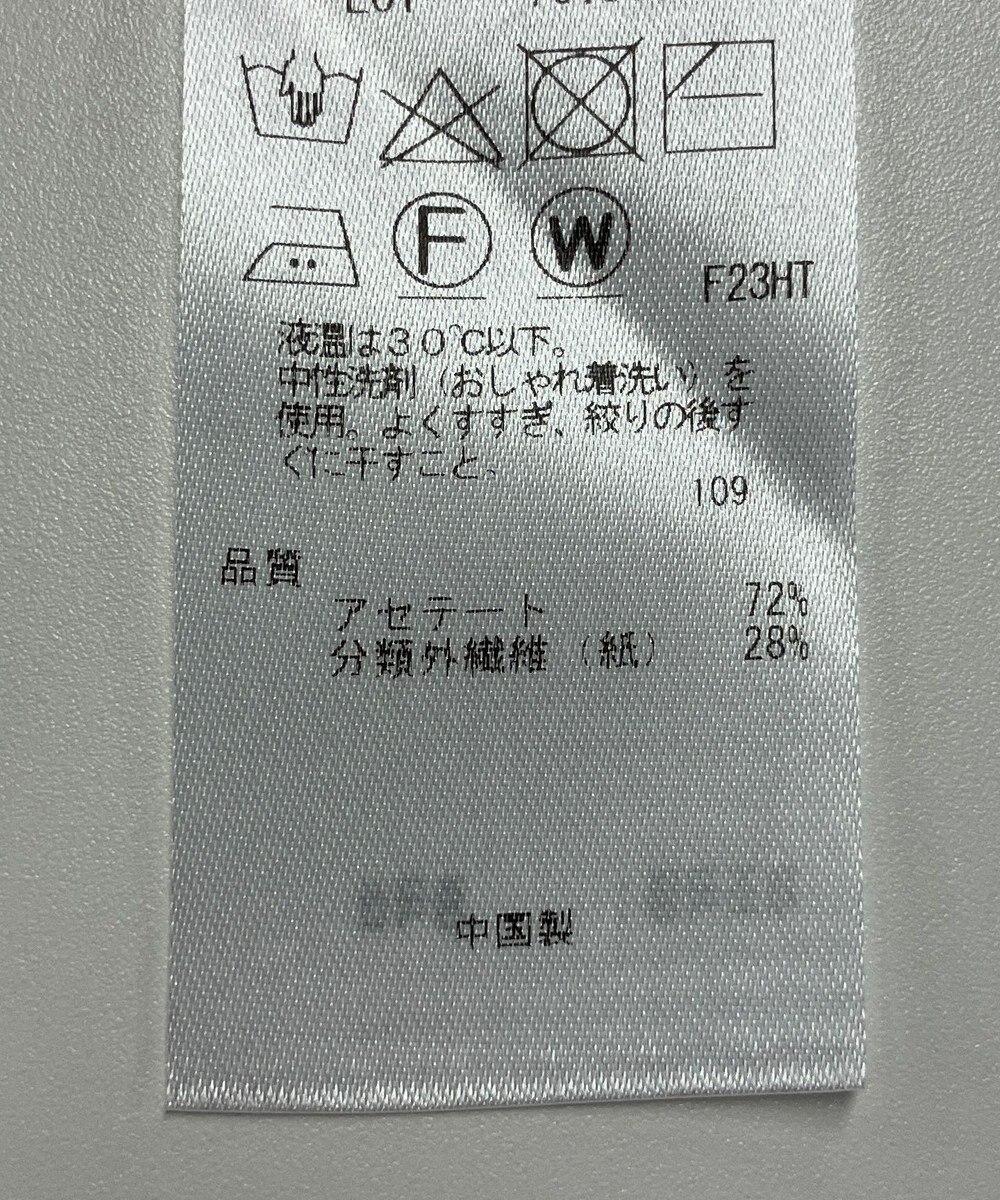 F
W
F23HT
液温は30℃以下。
中性洗剤(おしゃれ着洗い)を
使用。よくすすぎ、絞りの後す
ぐに干すこと。
109
品質
アセテート 72%
分類外繊維(紙) 28%
中国製